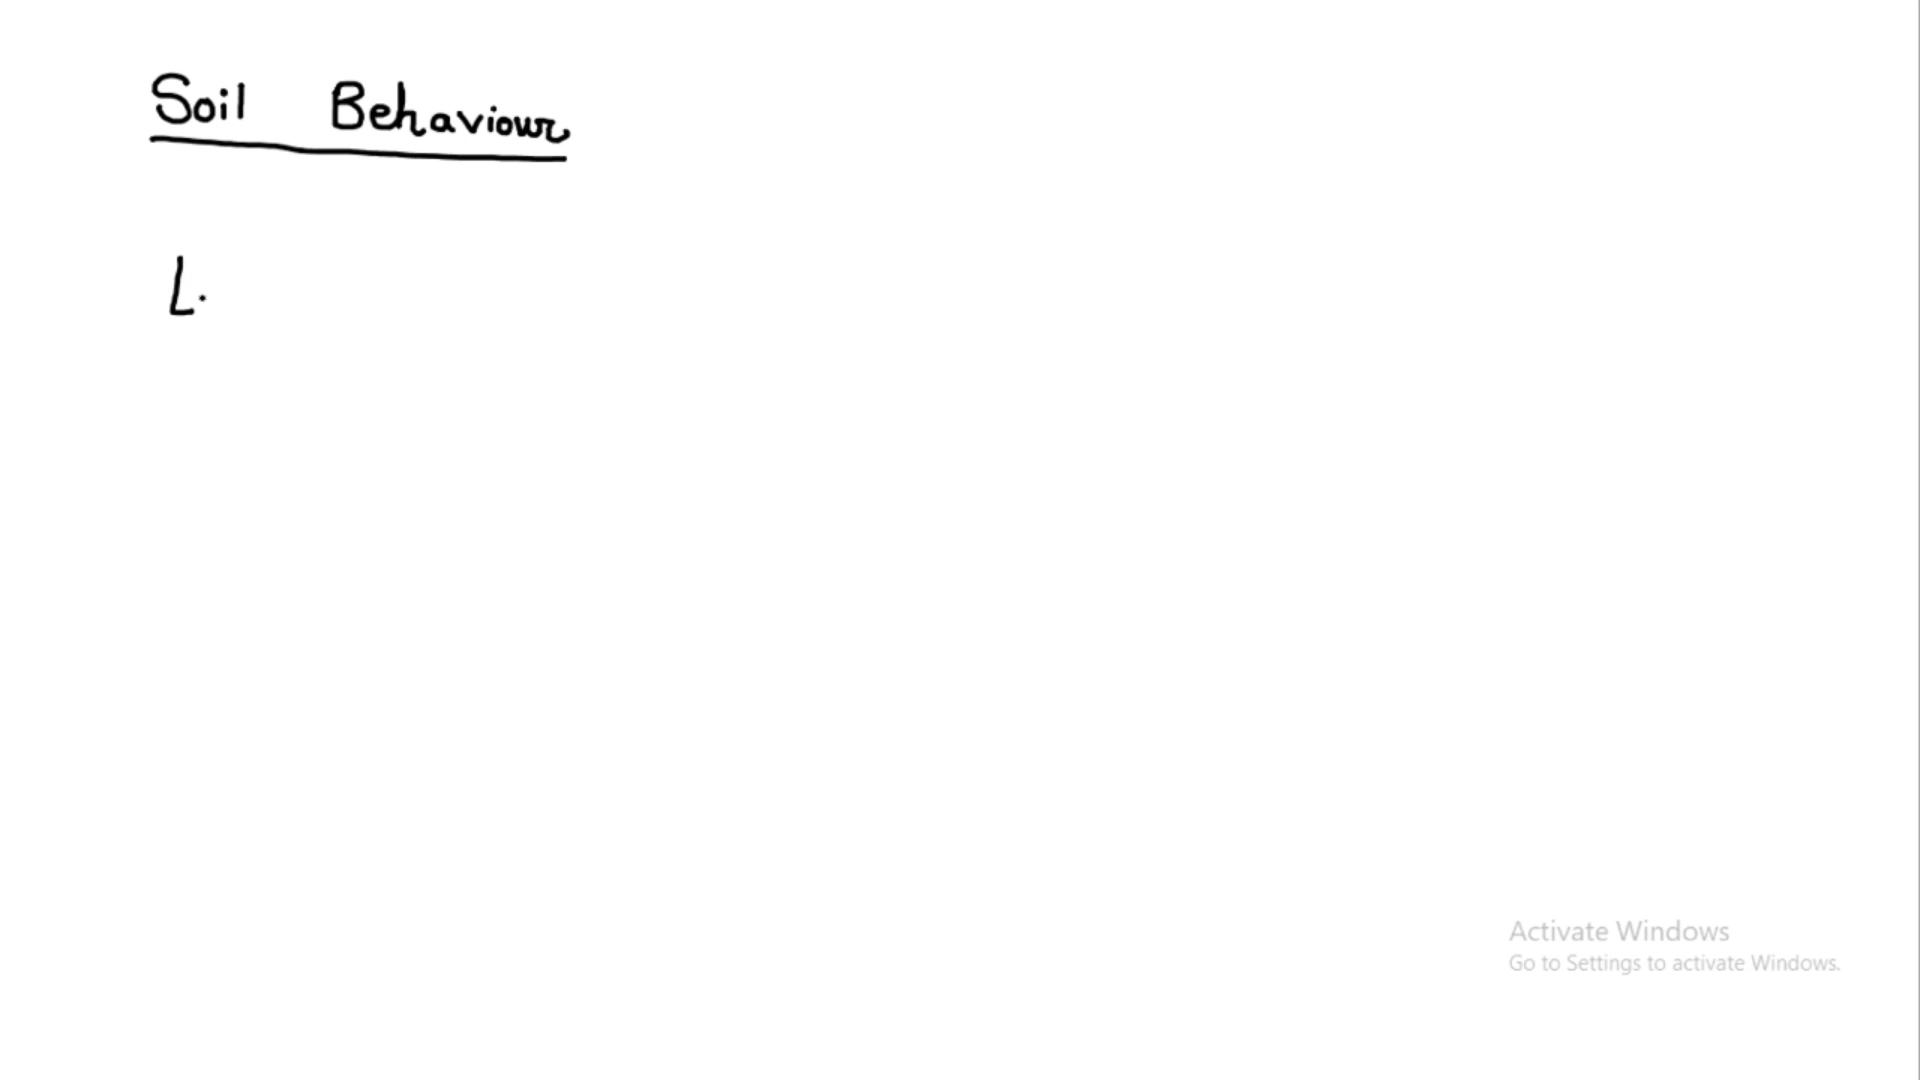 Soil Behaviour
L
Activate Windows
Go to Settings to activate Windows.